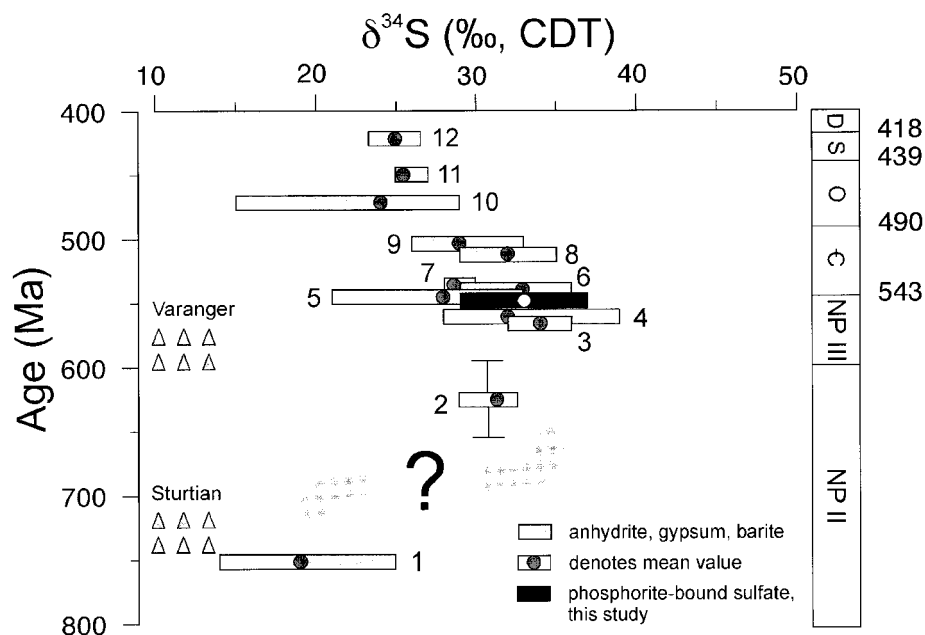 δ³⁴S (‰, CDT)
10 20 30 40 50
Age (Ma)
400
500
600
700
800
12
11
10
9
8
7
6
5
4
3
2
1
Varanger
Sturtian
?
anhydrite, gypsum, barite
denotes mean value
phosphorite-bound sulfate,
this study
D
S
O
Є
NP III
NP II
418
439
490
543